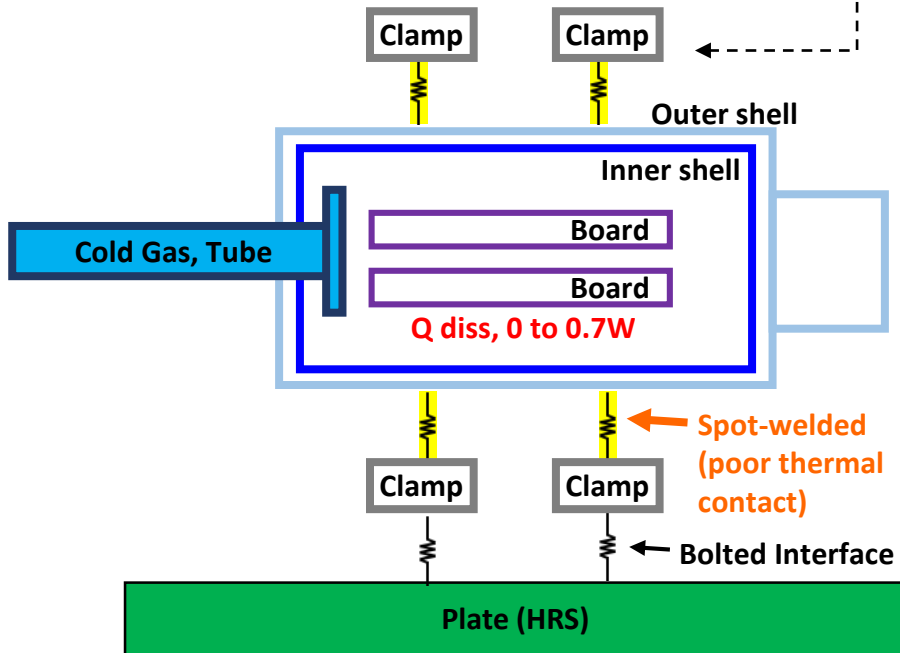 Clamp
Clamp
Outer shell
Inner shell
Board
Cold Gas, Tube
Board
Q diss, 0 to 0.7W
Spot-welded
(poor thermal
contact)
Clamp
Clamp
Bolted Interface
Plate (HRS)